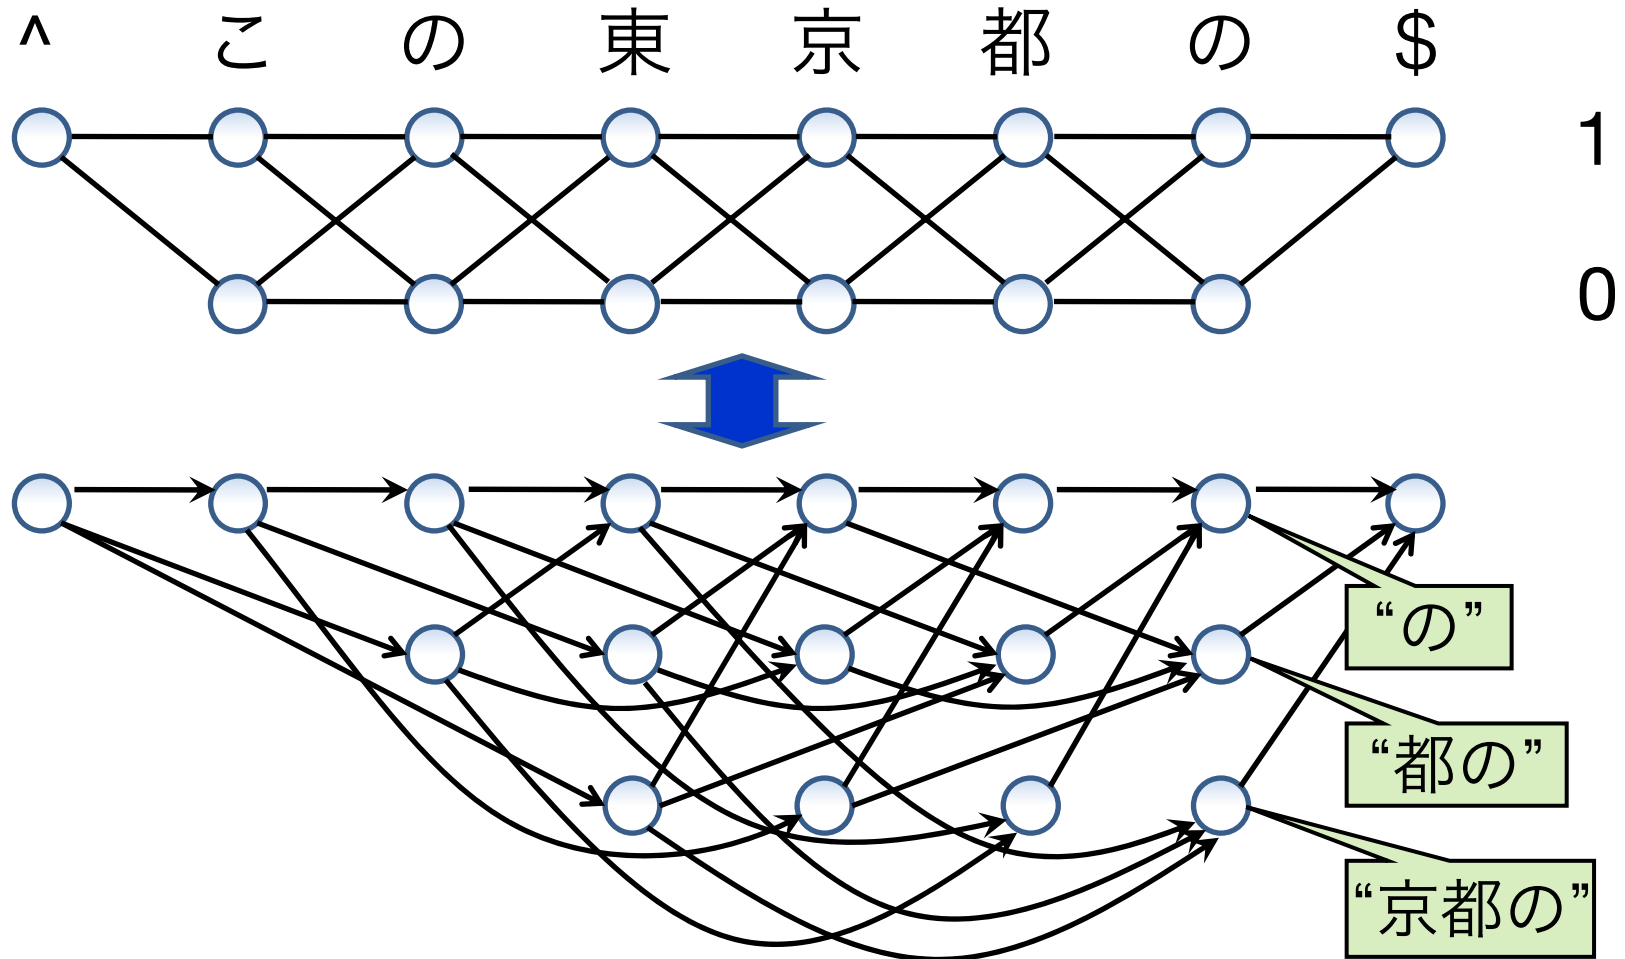 ^ こ の 東 京 都 の $
1
0
“の”
“都の”
“京都の”